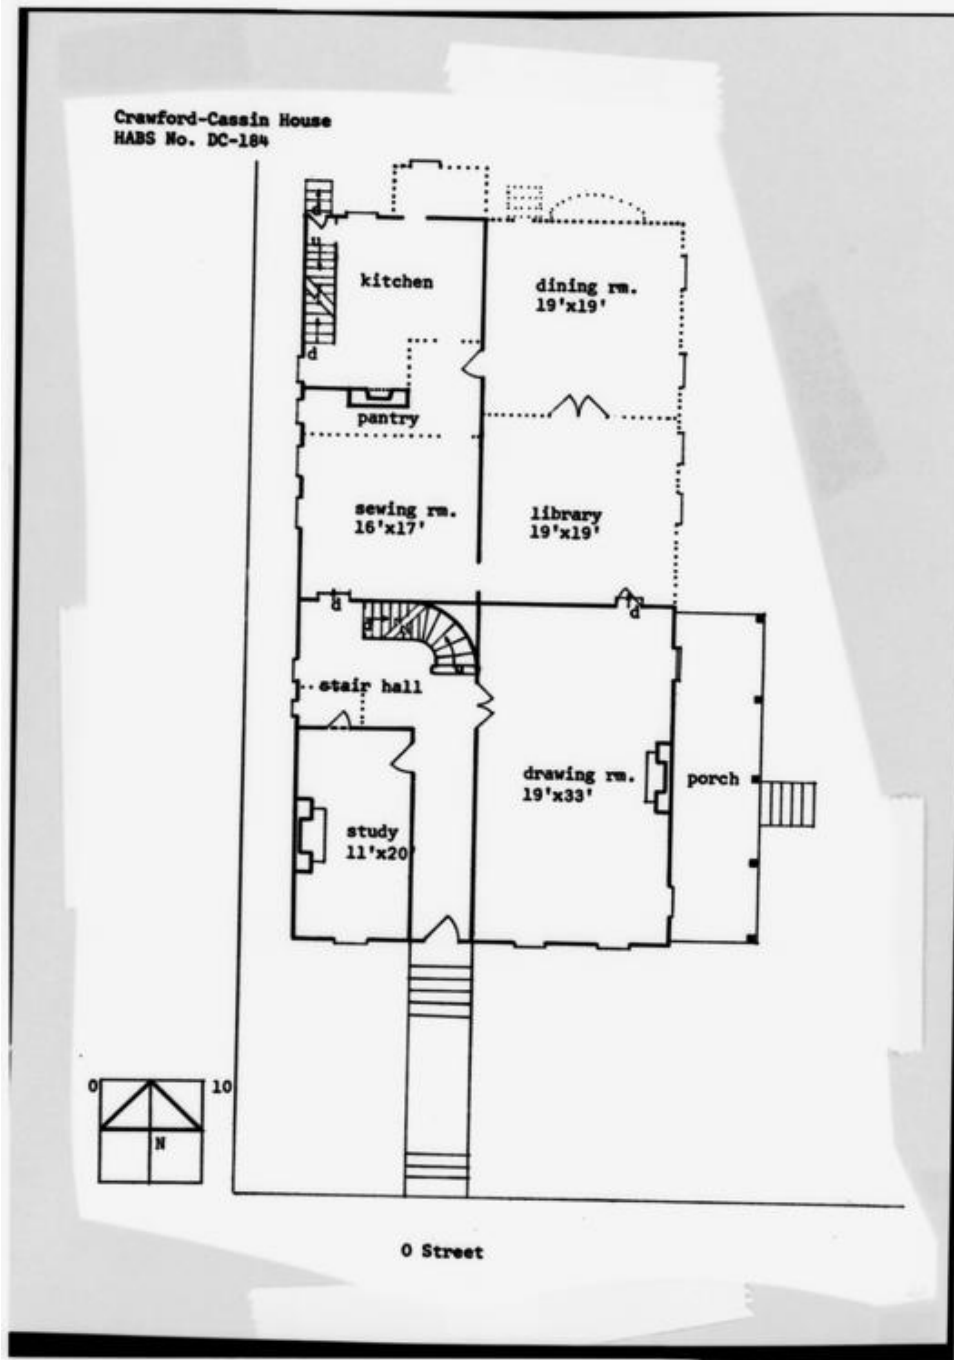 Crawford-Cassin House
HABS No. DC-184
d
u
kitchen
dining rm.
19'x19'
d
pantry
sewing rm.
16'x17'
library
19'x19'
d
d
d
u
stair hall
drawing rm.
19'x33'
porch
study
11'x20'
0
10
N
O Street